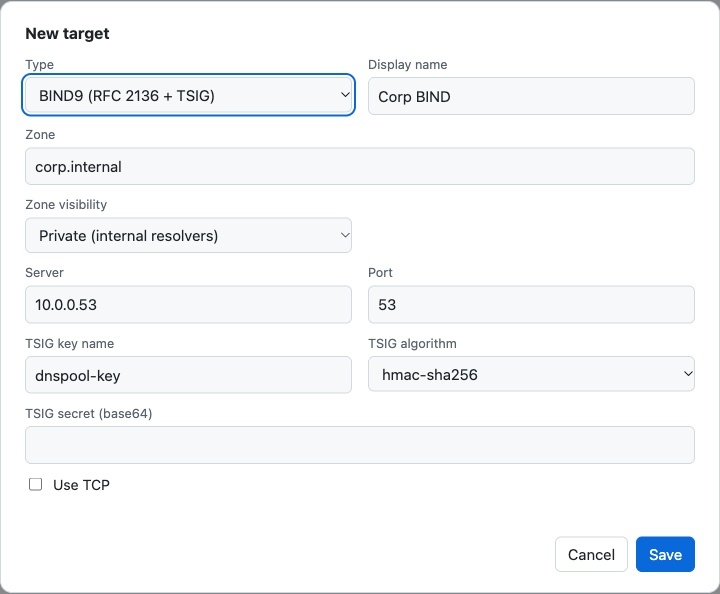 New target
Type
Display name
BIND9 (RFC 2136 + TSIG)
Corp BIND
Zone
corp.internal
Zone visibility
Private (internal resolvers)
Server
Port
10.0.0.53
53
TSIG key name
TSIG algorithm
dnspool-key
hmac-sha256
TSIG secret (base64)
Use TCP
Cancel
Save